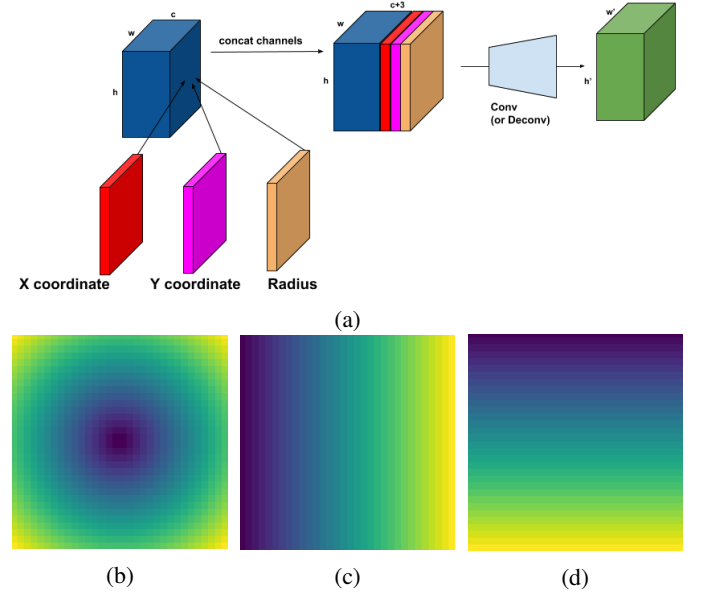 c
w
h
concat channels
c+3
w
h
Conv
(or Deconv)
w'
h'
X coordinate
Y coordinate
Radius
(a)
(b)
(c)
(d)